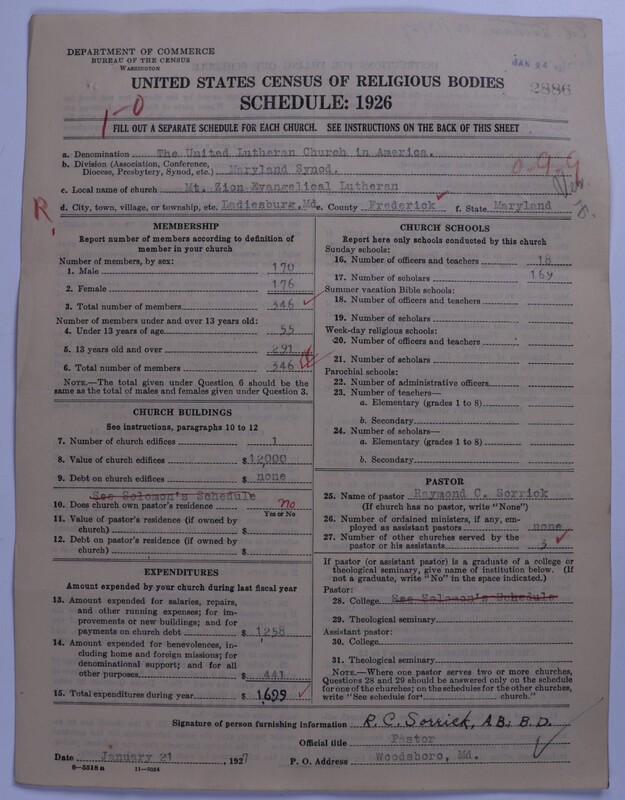 DEPARTMENT OF COMMERCE
BUREAU OF THE CENSUS
WASHINGTON
JAN 24
2886
UNITED STATES CENSUS OF RELIGIOUS BODIES
SCHEDULE: 1926
1-0
FILL OUT A SEPARATE SCHEDULE FOR EACH CHURCH. SEE INSTRUCTIONS ON THE BACK OF THIS SHEET
a. Denomination The United Lutheran Church in America.
b. Division (Association, Conference, Diocese, Presbytery, Synod, etc.) Maryland Synod.
0-9-9
c. Local name of church Mt. Zion Evangelical Lutheran
R,
d. City, town, village, or township, etc. Ladiesburg, Md e. County Frederick f. State Maryland
MEMBERSHIP
Report number of members according to definition of
member in your church
Number of members, by sex:
1. Male 170
2. Female 176
3. Total number of members 346
Number of members under and over 13 years old:
4. Under 13 years of age 55
5. 13 years old and over 291
6. Total number of members 346
NOTE.—The total given under Question 6 should be
same as the total of males and females given under Question 3.
CHURCH BUILDINGS
See instructions, paragraphs 10 to 12
7. Number of church edifices 1
8. Value of church edifices $12,000
9. Debt on church edifices $ none
See Solomon's Schedule
10. Does church own pastor's residence no
Yes or No
11. Value of pastor's residence (if owned by
church) $
12. Debt on pastor's residence (if owned by
church) $
EXPENDITURES
Amount expended by your church during last fiscal year
13. Amount expended for salaries, repairs,
and other running expenses; for im-
provements or new buildings; and for
payments on church debt $ 1258
14. Amount expended for benevolences, in-
cluding home and foreign missions; for
denominational support; and for all
other purposes $ 441
15. Total expenditures during year $ 1,699
CHURCH SCHOOLS
Report here only schools conducted by this church
Sunday schools:
16. Number of officers and teachers 18
17. Number of scholars 169
Summer vacation Bible schools:
18. Number of officers and teachers
19. Number of scholars
Week-day religious schools:
20. Number of officers and teachers
21. Number of scholars
Parochial schools:
22. Number of administrative officers
23. Number of teachers—
a. Elementary (grades 1 to 8)
b. Secondary
24. Number of scholars—
a. Elementary (grades 1 to 8)
b. Secondary
PASTOR
25. Name of pastor Raymond C. Sorrick
(If church has no pastor, write "None")
26. Number of ordained ministers, if any, em-
ployed as assistant pastors none
27. Number of other churches served by the
pastor or his assistants 3
If pastor (or assistant pastor) is a graduate of a college or
theological seminary, give name of institution below. (If
not a graduate, write "No" in the space indicated.)
Pastor:
28. College See Solomon's Schedule
29. Theological seminary
Assistant pastor:
30. College
31. Theological seminary
NOTE.—Where one pastor serves two or more churches,
Questions 28 and 29 should be answered only on the schedule
for one of the churches; on the schedules for the other churches,
write "See schedule for church."
Signature of person furnishing information R. C. Sorrick, A.B.; B.D.
Official title Pastor
Date January 21, 1927 P. O. Address Woodsboro, Md.
8—5518 a 11—9024